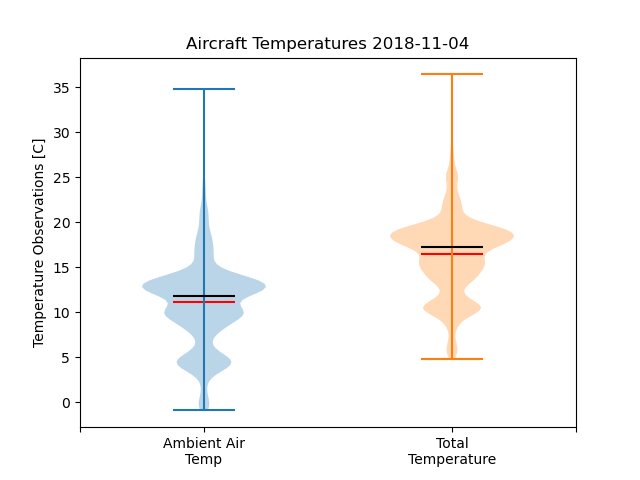 Aircraft Temperatures 2018-11-04
Temperature Observations [C]
35
30
25
20
15
10
5
0
Ambient Air
Temp
Total
Temperature